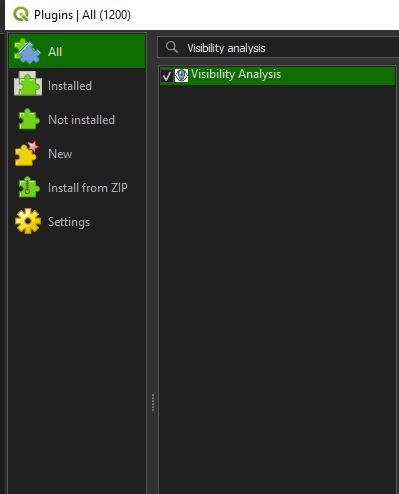 Plugins | All (1200)
All
Installed
Not installed
New
Install from ZIP
Settings
Visibility analysis
Visibility Analysis